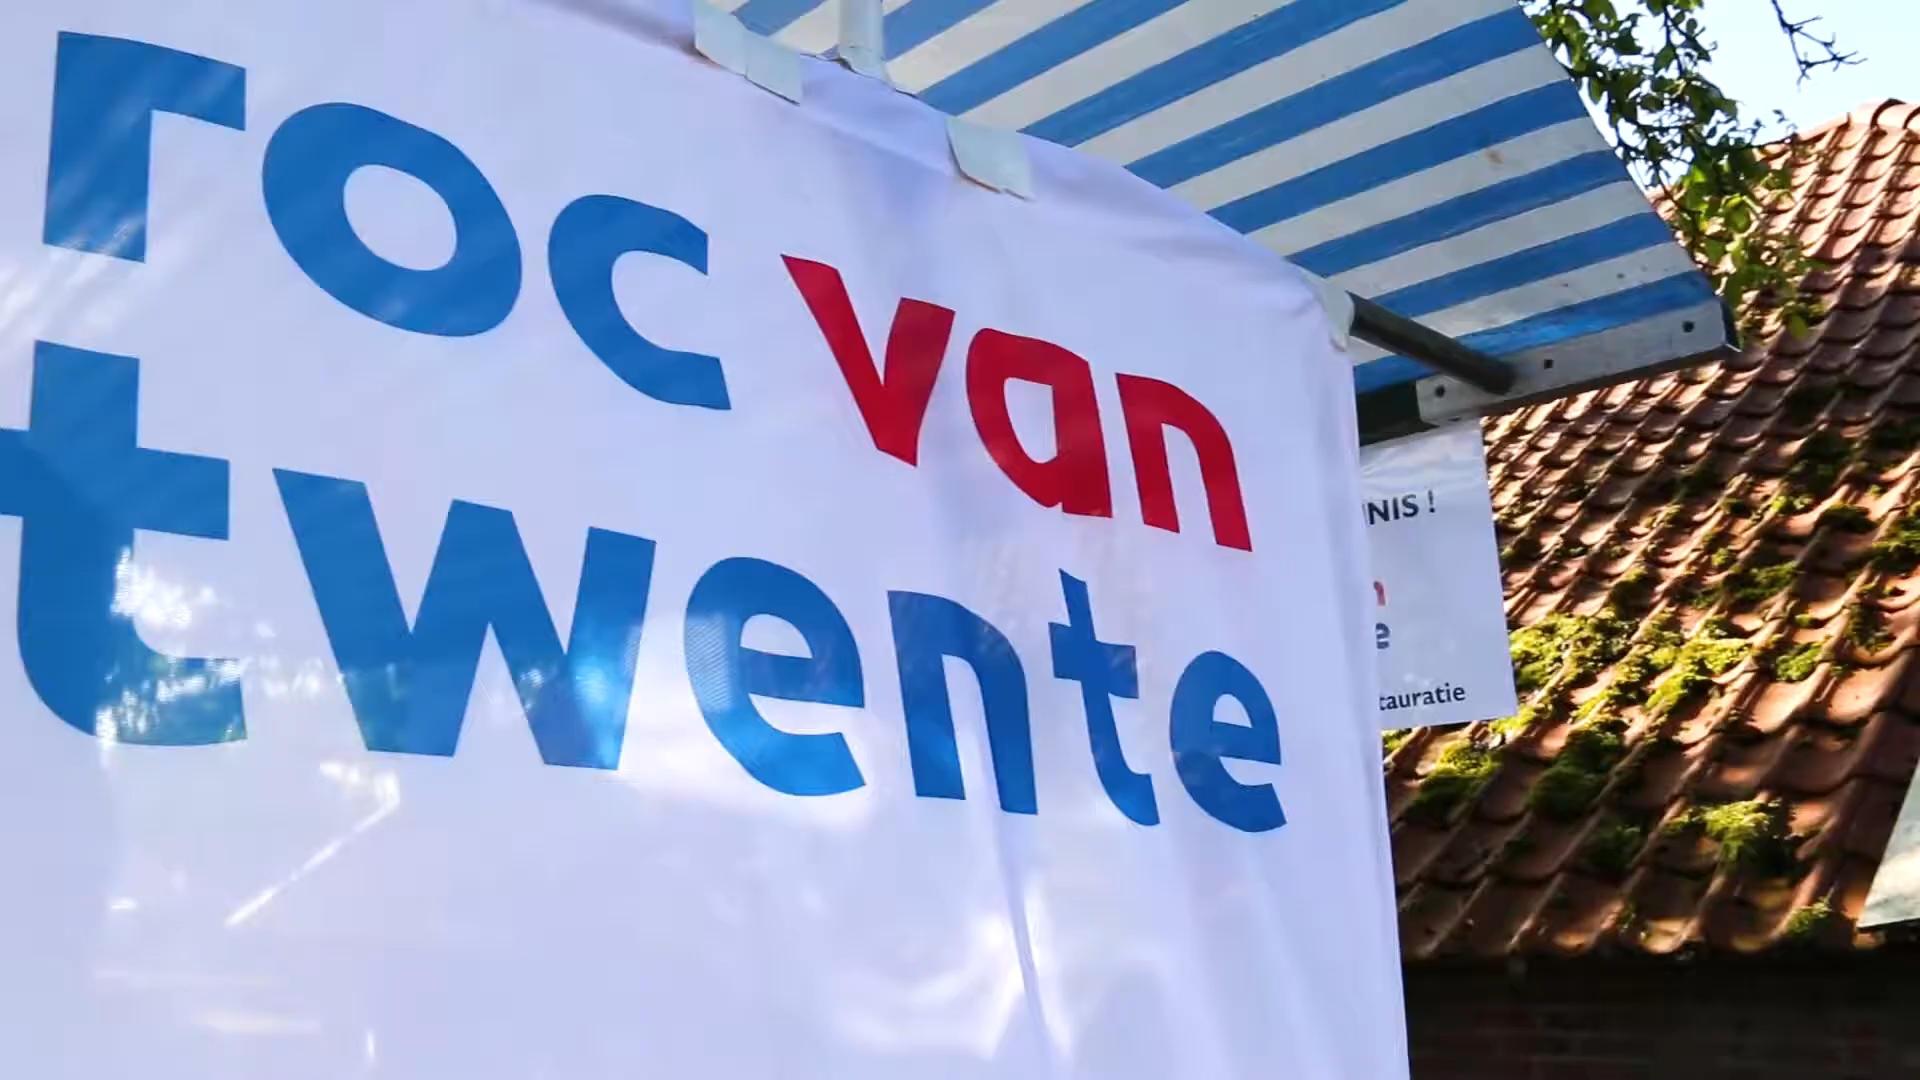 roc van
twente
NIS !
e
tauratie